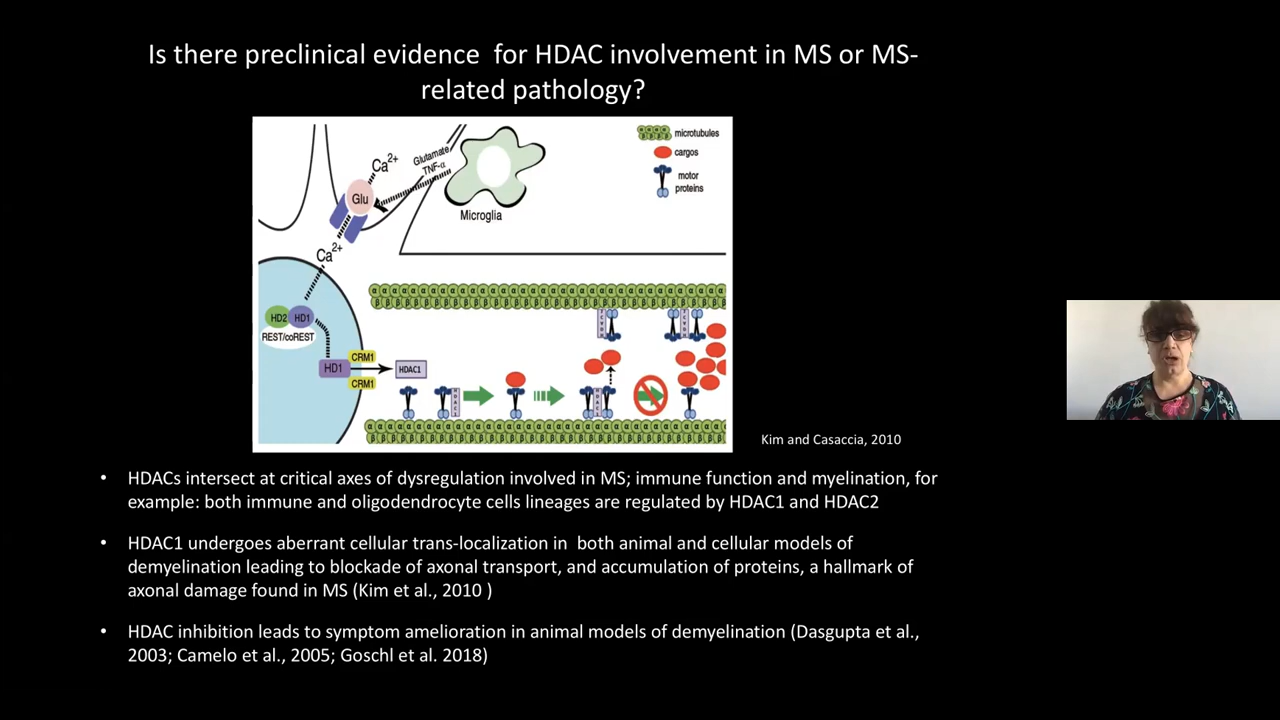 Is there preclinical evidence for HDAC involvement in MS or MS-
related pathology?
microtubules
cargos
motor
proteins
Ca2+
Glutamate
TNF-α
Glu
Microglia
Ca2+
HD2 HD1
REST/coREST
CRM1
HD1
HDAC1
CRM1
HDAC1
HDAC1
Kim and Casaccia, 2010
• HDACs intersect at critical axes of dysregulation involved in MS; immune function and myelination, for
example: both immune and oligodendrocyte cells lineages are regulated by HDAC1 and HDAC2
• HDAC1 undergoes aberrant cellular trans-localization in both animal and cellular models of
demyelination leading to blockade of axonal transport, and accumulation of proteins, a hallmark of
axonal damage found in MS (Kim et al., 2010 )
• HDAC inhibition leads to symptom amelioration in animal models of demyelination (Dasgupta et al.,
2003; Camelo et al., 2005; Goschl et al. 2018)